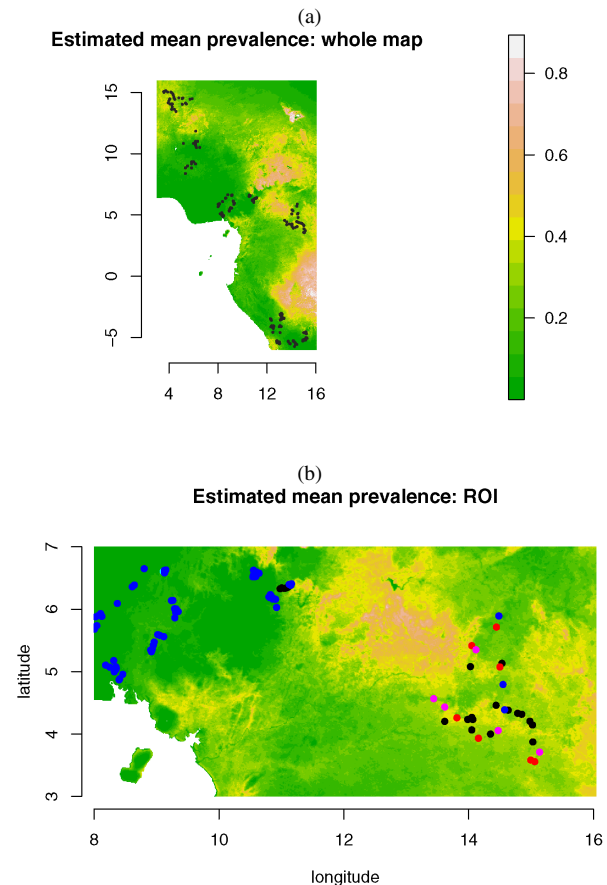 (a)
Estimated mean prevalence: whole map
15
10
5
0
−5
4 8 12 16
0.8
0.6
0.4
0.2
(b)
Estimated mean prevalence: ROI
7
6
5
4
3
latitude
8 10 12 14 16
longitude